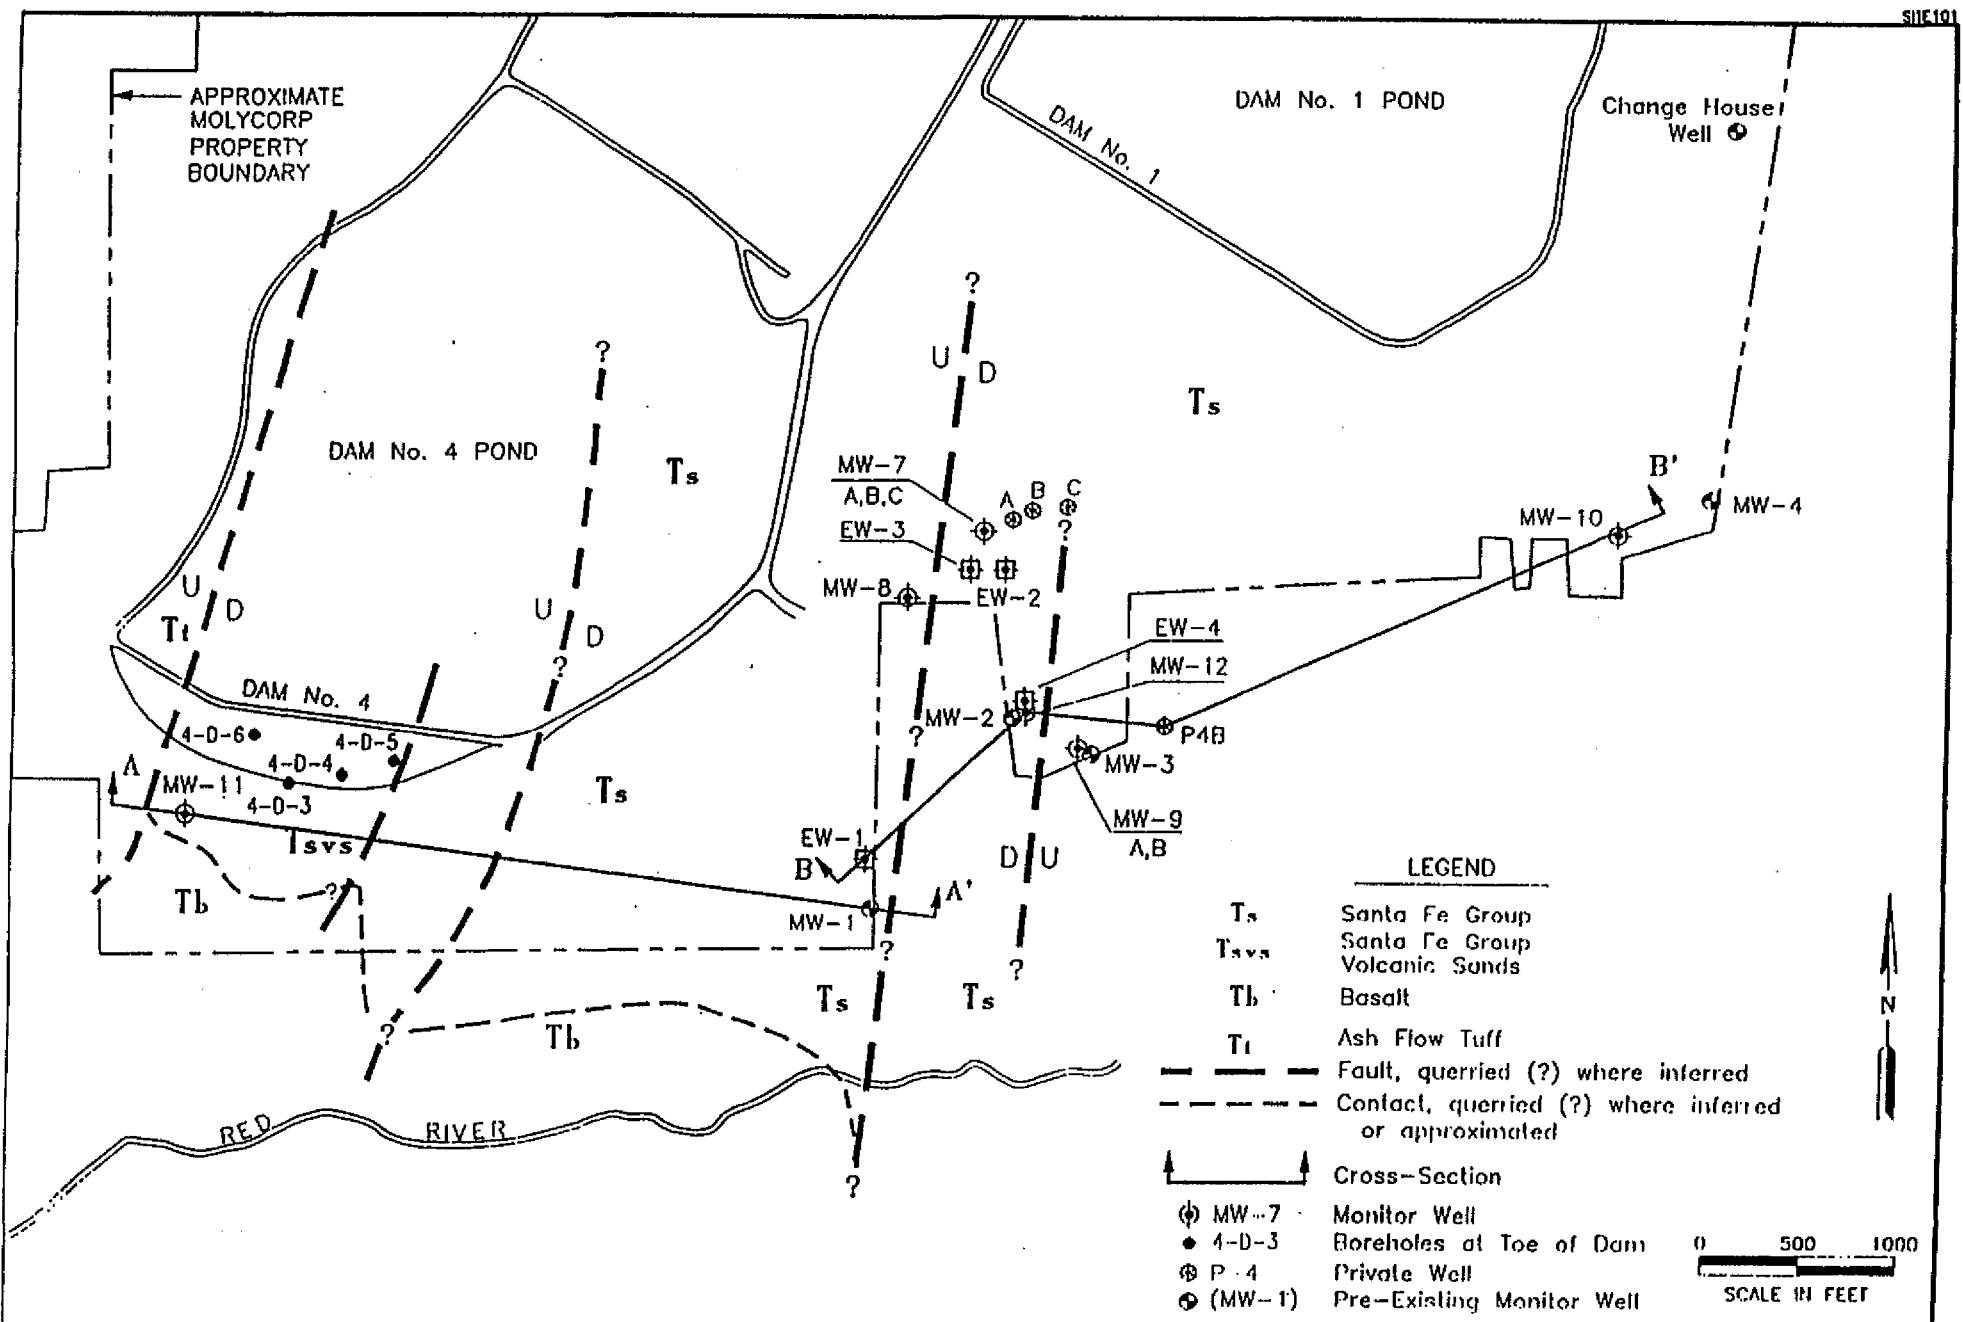 SITE101
APPROXIMATE
MOLYCORP
PROPERTY
BOUNDARY
DAM No. 1 POND
DAM No. 1
Change House
Well
?
?
U D
Ts
DAM No. 4 POND
Ts
MW-7
A,B,C
A B C
?
EW-3
EW-2
MW-8
B'
MW-10
MW-4
U
D
Tt
U
D
?
EW-4
MW-12
MW-2
P4B
MW-3
MW-9
A,B
DAM No. 4
4-D-6
4-D-5
4-D-4
4-D-3
A
MW-11
Tsvs
Ts
?
EW-1
B
MW-1
A'
D U
Tb
?
?
?
Ts
Ts
?
Tb
RED RIVER
?
LEGEND
Ts Santa Fe Group
Tsvs Santa Fe Group
Volcanic Sands
Tb Basalt
Tt Ash Flow Tuff
Fault, querried (?) where inferred
Contact, querried (?) where inferred
or approximated
Cross-Section
MW-7 Monitor Well
4-D-3 Boreholes at Toe of Dam
P-4 Private Well
(MW-1) Pre-Existing Monitor Well
N
0 500 1000
SCALE IN FEET